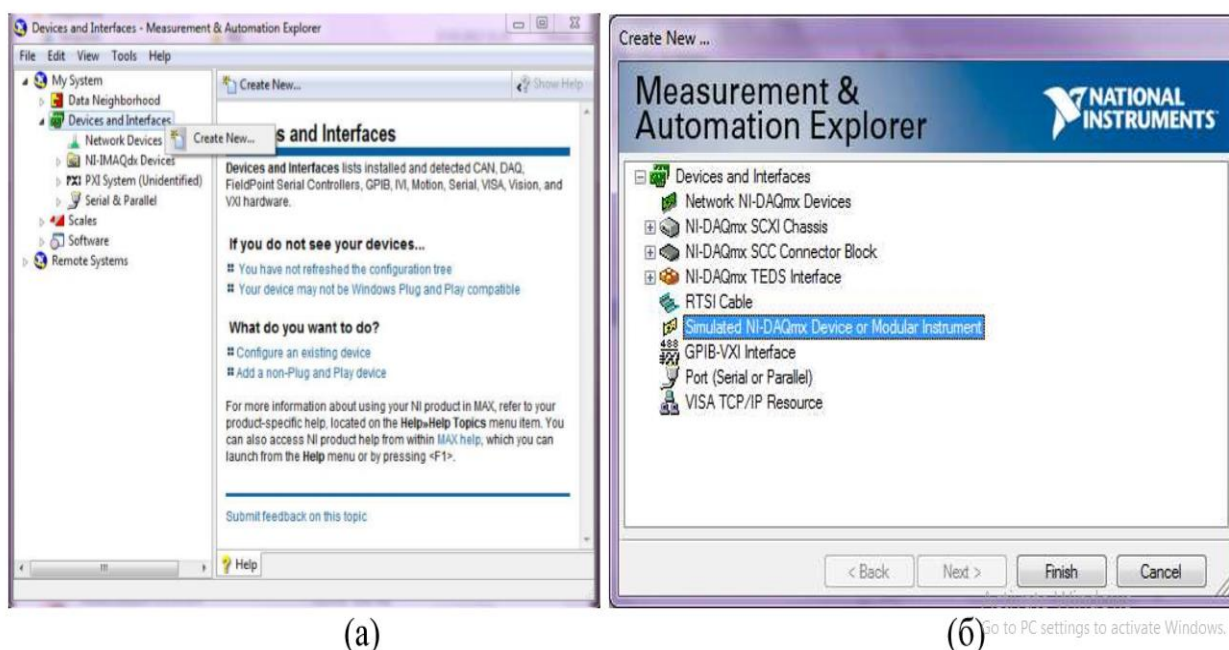 Devices and Interfaces - Measurement & Automation Explorer
File Edit View Tools Help
My System
Data Neighborhood
Devices and Interfaces
Network Devices
Create New...
NI-IMAQdx Devices
PXI PXI System (Unidentified)
Serial & Parallel
Scales
Software
Remote Systems
Create New...
Show Help
s and Interfaces
Devices and Interfaces lists installed and detected CAN, DAQ,
FieldPoint Serial Controllers, GPIB, IVI, Motion, Serial, VISA, Vision, and
VXI hardware.
If you do not see your devices...
You have not refreshed the configuration tree
Your device may not be Windows Plug and Play compatible
What do you want to do?
Configure an existing device
Add a non-Plug and Play device
For more information about using your NI product in MAX, refer to your
product-specific help, located on the Help»Help Topics menu item. You
can also access NI product help from within MAX help, which you can
launch from the Help menu or by pressing <F1>.
Submit feedback on this topic
Help
(а)
Create New ...
Measurement &
Automation Explorer
NATIONAL
INSTRUMENTS
Devices and Interfaces
Network NI-DAQmx Devices
NI-DAQmx SCXI Chassis
NI-DAQmx SCC Connector Block
NI-DAQmx TEDS Interface
RTSI Cable
Simulated NI-DAQmx Device or Modular Instrument
488
GPIB-VXI Interface
Port (Serial or Parallel)
VISA TCP/IP Resource
< Back Next > Finish Cancel
Activate Windows
Go to PC settings to activate Windows.
(б)